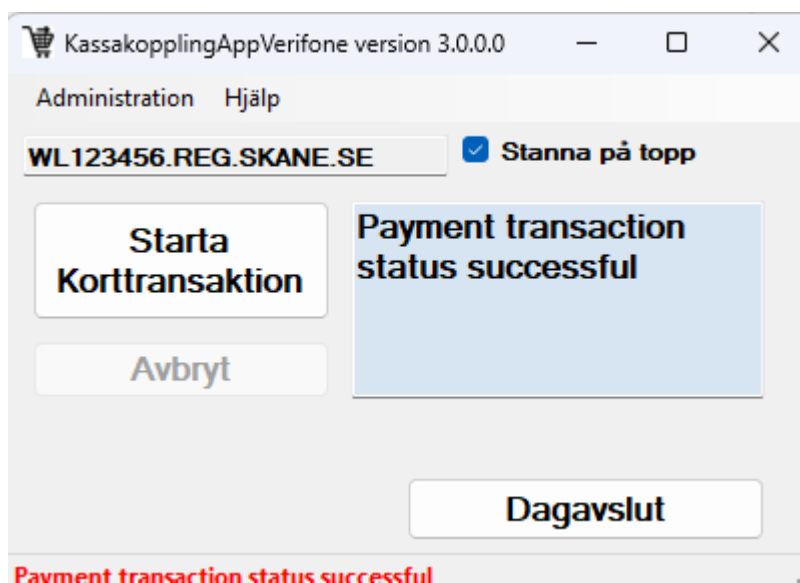 KassakopplingAppVerifone version 3.0.0.0
Administration Hjälp
WL123456.REG.SKANE.SE
Stanna på topp
Starta
Korttransaktion
Payment transaction
status successful
Avbryt
Dagavslut
Payment transaction status successful